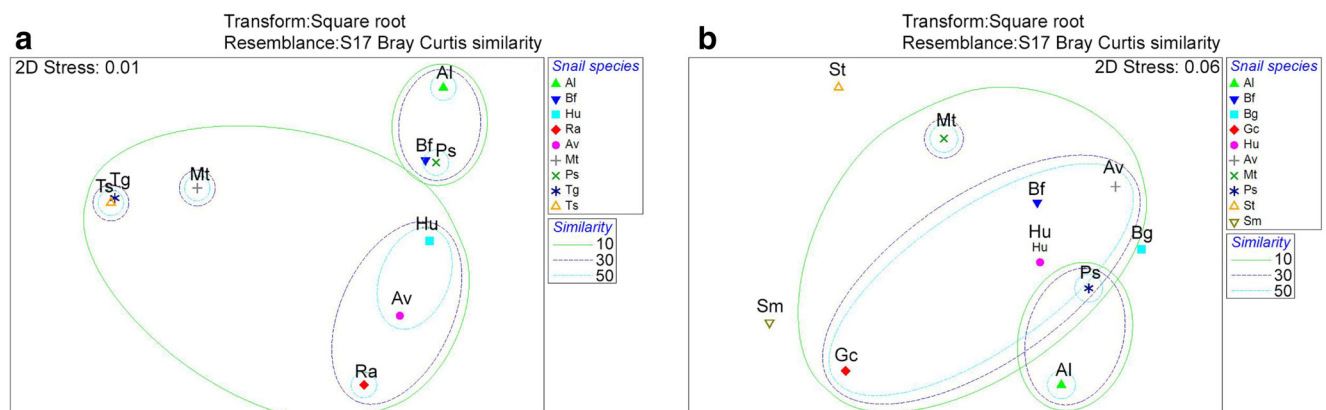 a
Transform:Square root
Resemblance:S17 Bray Curtis similarity
2D Stress: 0.01
Al
Bf Ps
Ts Tg
Mt
Hu
Av
Ra
Snail species
Al
Bf
Hu
Ra
Av
Mt
Ps
Tg
Ts
Similarity
10
30
50
b
Transform:Square root
Resemblance:S17 Bray Curtis similarity
2D Stress: 0.06
St
Mt
Av
Bf
Hu
Hu
Bg
Ps
Sm
Gc
Al
Snail species
Al
Bf
Bg
Gc
Hu
Av
Mt
Ps
St
Sm
Similarity
10
30
50